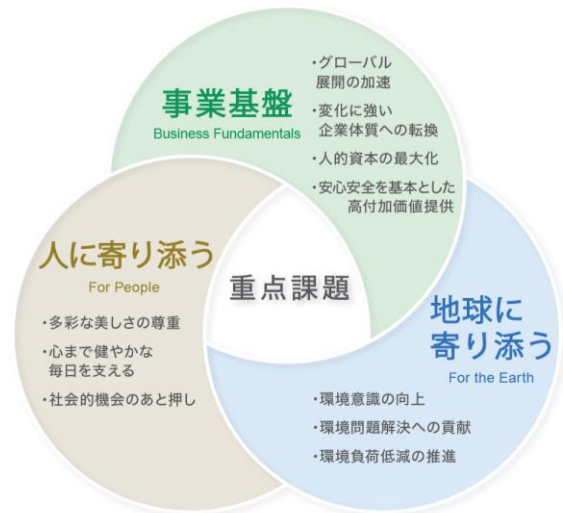 事業基盤
Business Fundamentals
・グローバル
展開の加速
・変化に強い
企業体質への転換
・人的資本の最大化
・安心安全を基本とした
高付加価値提供
人に寄り添う
For People
・多彩な美しさの尊重
・心まで健やかな
毎日を支える
・社会的機会のあと押し
重点課題
地球に
寄り添う
For the Earth
・環境意識の向上
・環境問題解決への貢献
・環境負荷低減の推進